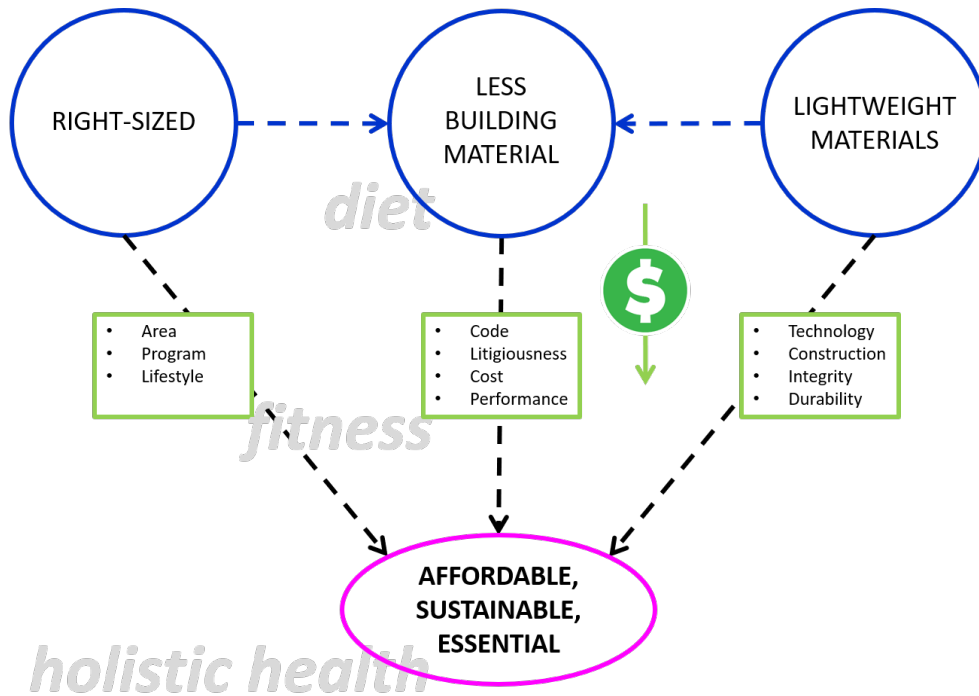 RIGHT-SIZED
LESS
BUILDING
MATERIAL
LIGHTWEIGHT
MATERIALS
diet
$
• Area
• Program
• Lifestyle
• Code
• Litigiousness
• Cost
• Performance
• Technology
• Construction
• Integrity
• Durability
fitness
AFFORDABLE,
SUSTAINABLE,
ESSENTIAL
holistic health